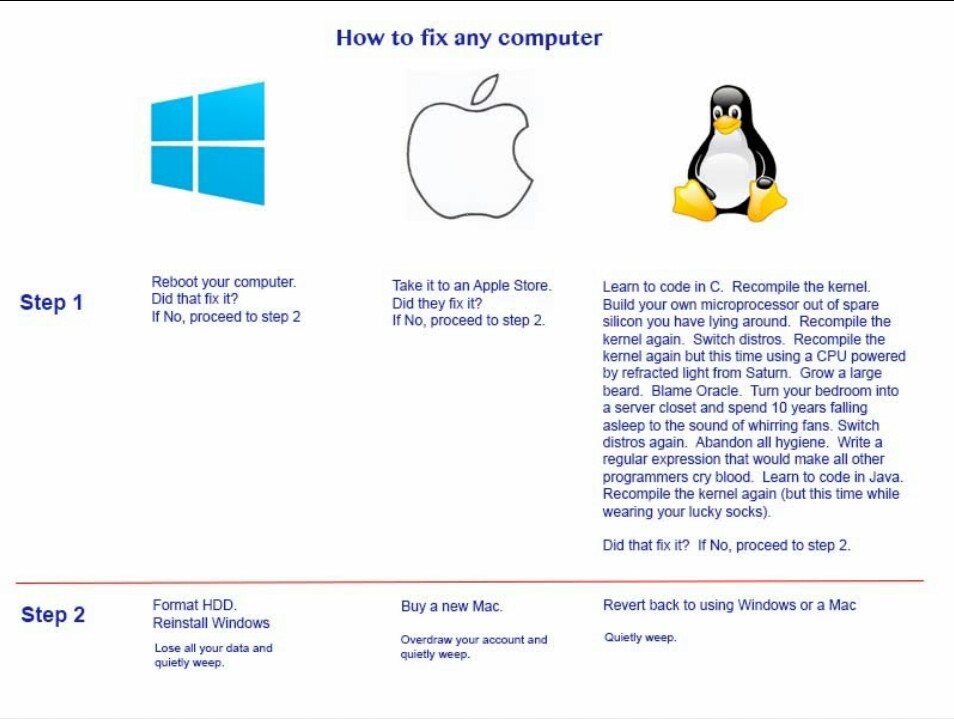 How to fix any computer
Step 1
Reboot your computer.
Did that fix it?
If No, proceed to step 2
Take it to an Apple Store.
Did they fix it?
If No, proceed to step 2.
Learn to code in C.  Recompile the kernel.
Build your own microprocessor out of spare
silicon you have lying around.  Recompile the
kernel again.  Switch distros.  Recompile the
kernel again but this time using a CPU powered
by refracted light from Saturn.  Grow a large
beard.  Blame Oracle.  Turn your bedroom into
a server closet and spend 10 years falling
asleep to the sound of whirring fans. Switch
distros again.  Abandon all hygiene.  Write a
regular expression that would make all other
programmers cry blood.  Learn to code in Java.
Recompile the kernel again (but this time while
wearing your lucky socks).
Did that fix it?  If No, proceed to step 2.
Step 2
Format HDD.
Reinstall Windows
Lose all your data and
quietly weep.
Buy a new Mac.
Overdraw your account and
quietly weep.
Revert back to using Windows or a Mac
Quietly weep.